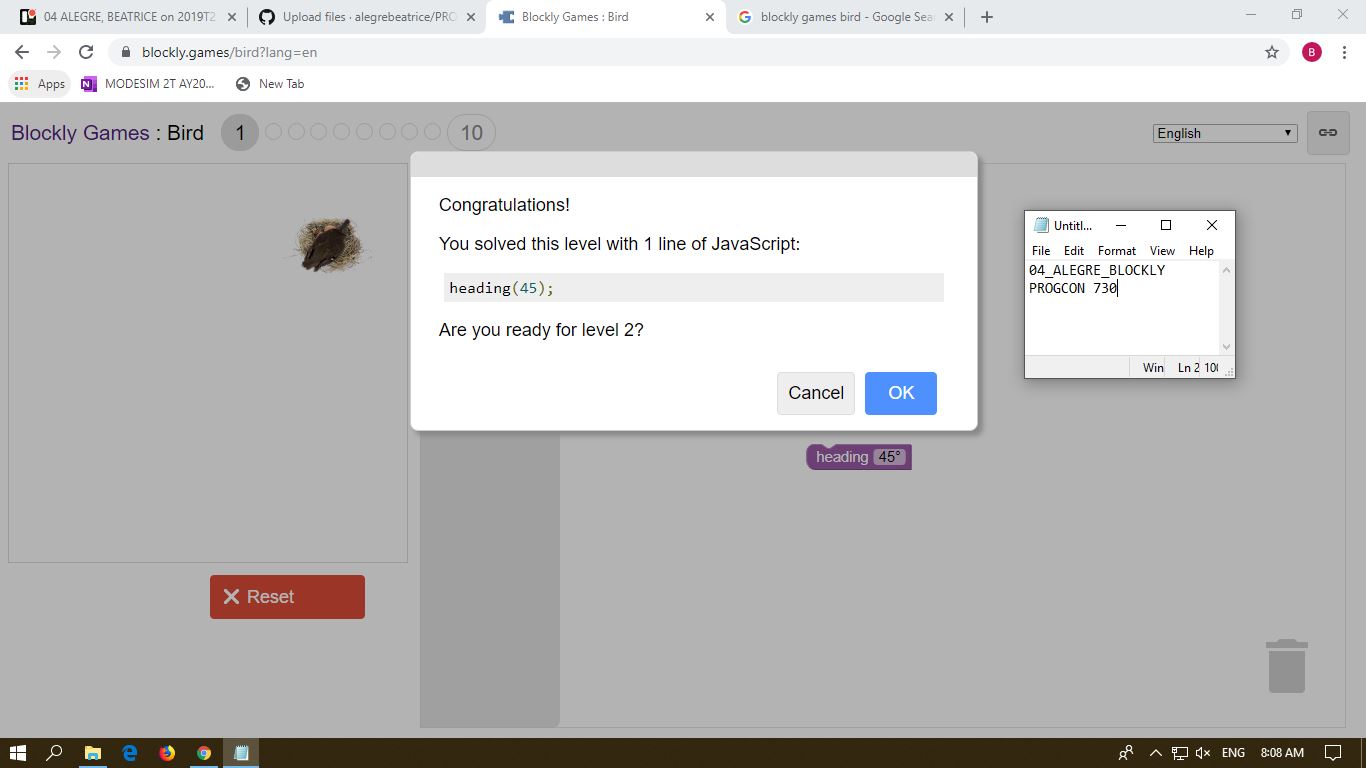 04 ALEGRE, BEATRICE on 2019T2
Upload files · alegrebeatrice/PRO
Blockly Games : Bird
blockly games bird - Google Sea
blockly.games/bird?lang=en
B
Apps
MODESIM 2T AY20...
New Tab
Blockly Games : Bird
1
10
English
Congratulations!
You solved this level with 1 line of JavaScript:
heading(45);
Are you ready for level 2?
Cancel
OK
Untitl...
File Edit Format View Help
04_ALEGRE_BLOCKLY
PROGCON 730
Win Ln 2 100
heading 45°
Reset
ENG
8:08 AM